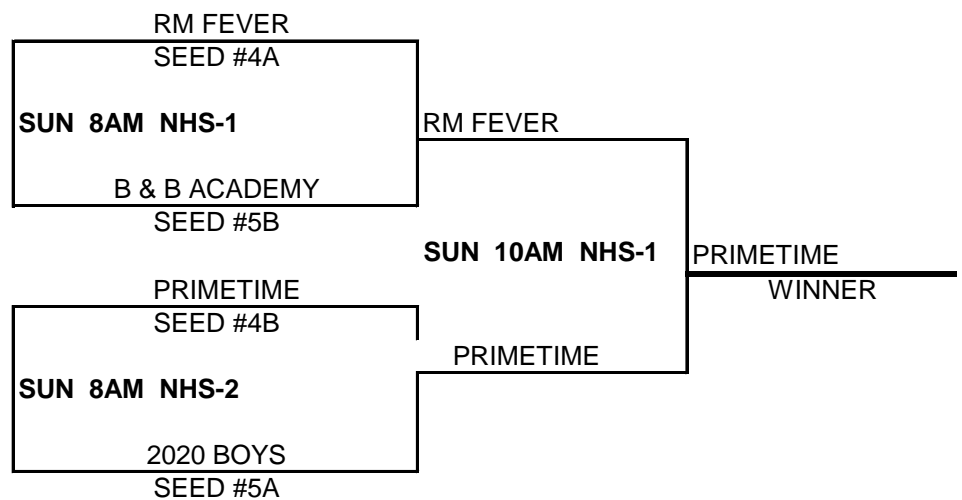 RM FEVER
SEED #4A
SUN 8AM NHS-1
RM FEVER
B & B ACADEMY
SEED #5B
SUN 10AM NHS-1
PRIMETIME
WINNER
PRIMETIME
SEED #4B
PRIMETIME
SUN 8AM NHS-2
2020 BOYS
SEED #5A